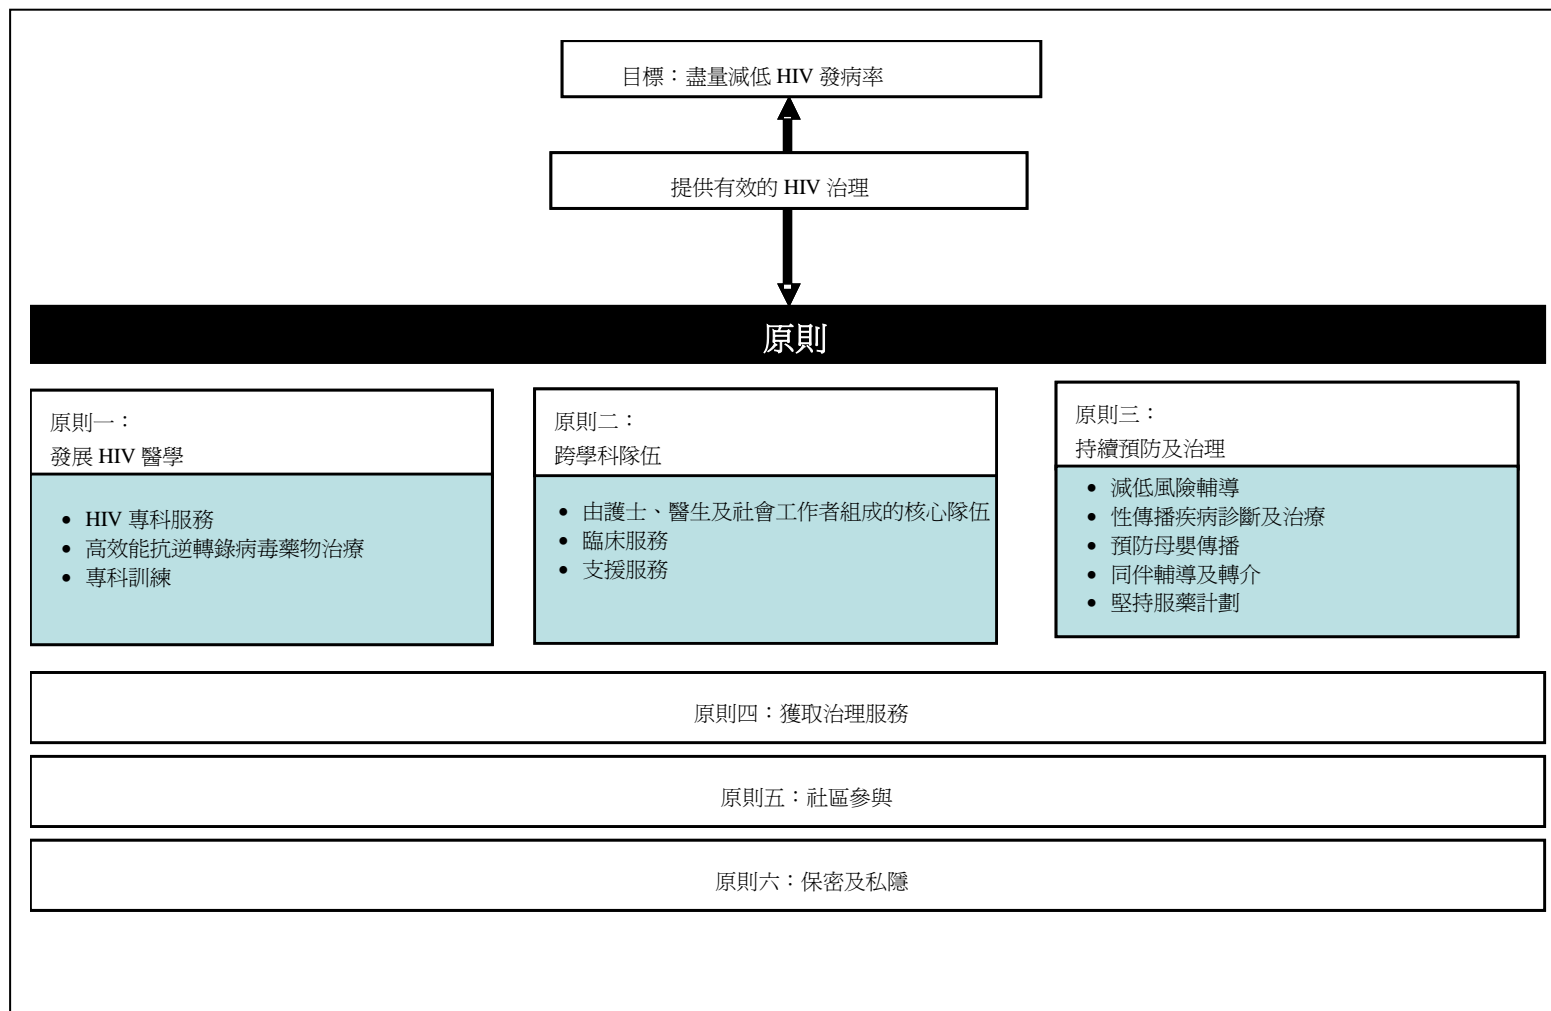 目標：盡量減低 HIV 發病率
提供有效的 HIV 治理
原則
原則一：
發展 HIV 醫學
• HIV 專科服務
• 高效能抗逆轉錄病毒藥物治療
• 專科訓練
原則二：
跨學科隊伍
• 由護士、醫生及社會工作者組成的核心隊伍
• 臨床服務
• 支援服務
原則三：
持續預防及治理
• 減低風險輔導
• 性傳播疾病診斷及治療
• 預防母嬰傳播
• 同伴輔導及轉介
• 堅持服藥計劃
原則四：獲取治理服務
原則五：社區參與
原則六：保密及私隱